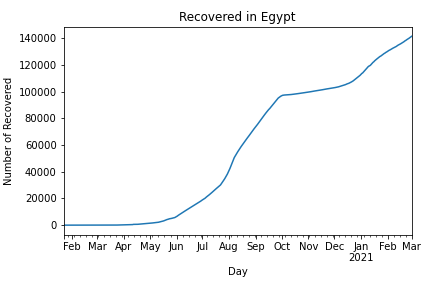 Recovered in Egypt
140000
120000
100000
80000
60000
40000
20000
0
Number of Recovered
Feb Mar Apr May Jun Jul Aug Sep Oct Nov Dec Jan Feb Mar
2021
Day